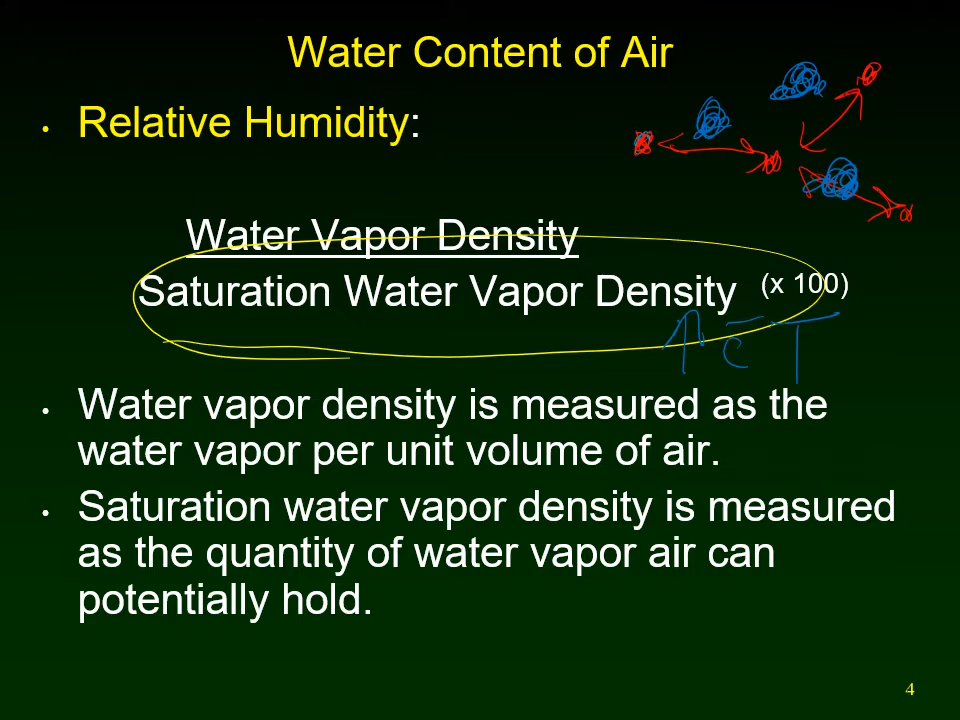 Water Content of Air
• Relative Humidity:
Water Vapor Density
Saturation Water Vapor Density (x 100)
• Water vapor density is measured as the
water vapor per unit volume of air.
• Saturation water vapor density is measured
as the quantity of water vapor air can
potentially hold.
4